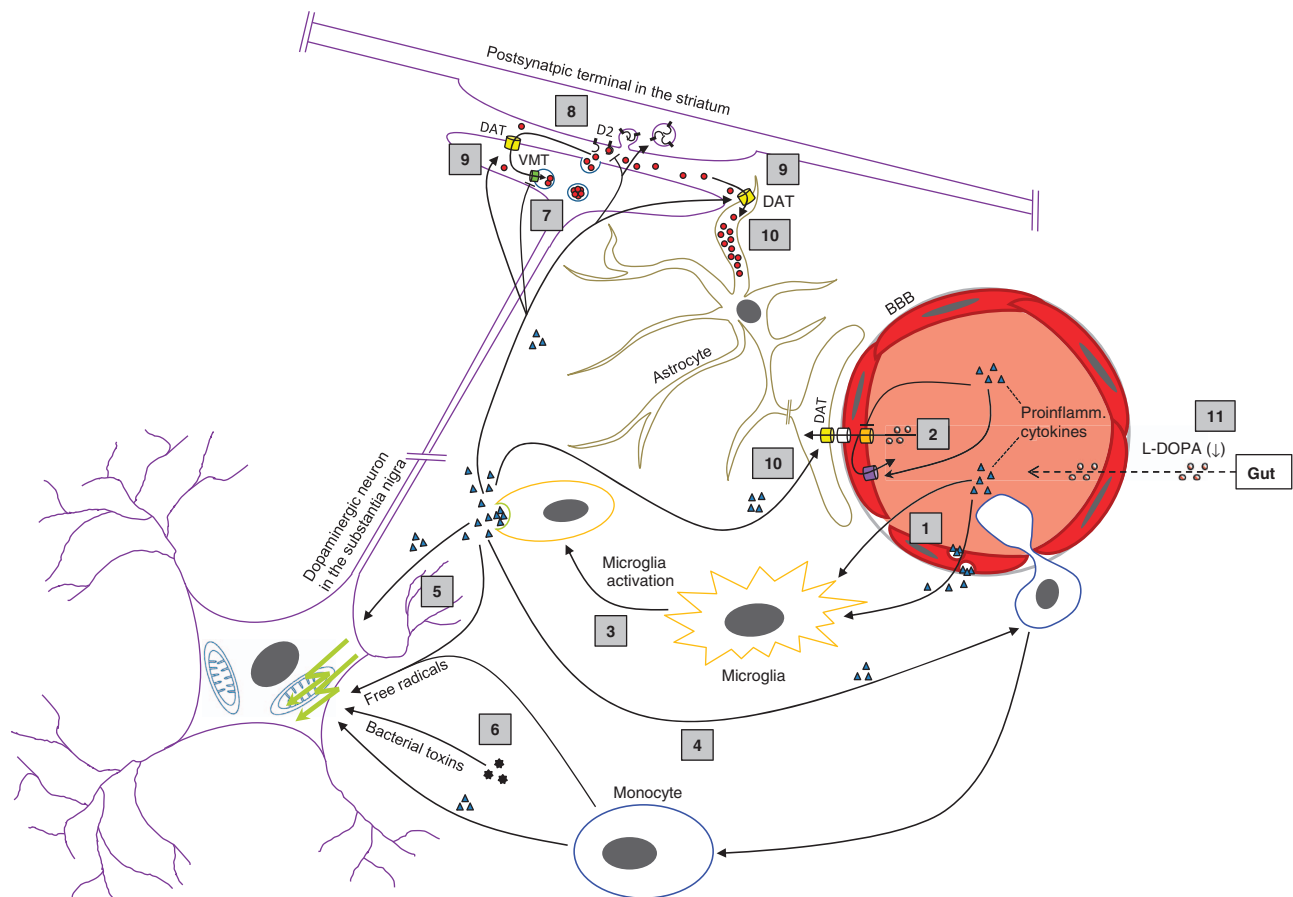 Postsynatpic terminal in the striatum
8
DAT
D2
9
VMT
7
9
DAT
10
BBB
Astrocyte
DAT
2
Proinflamm.
cytokines
11
L-DOPA (↓)
Gut
10
1
Dopaminergic neuron
in the substantia nigra
Microglia
activation
5
3
Microglia
Free radicals
6
Bacterial toxins
4
Monocyte